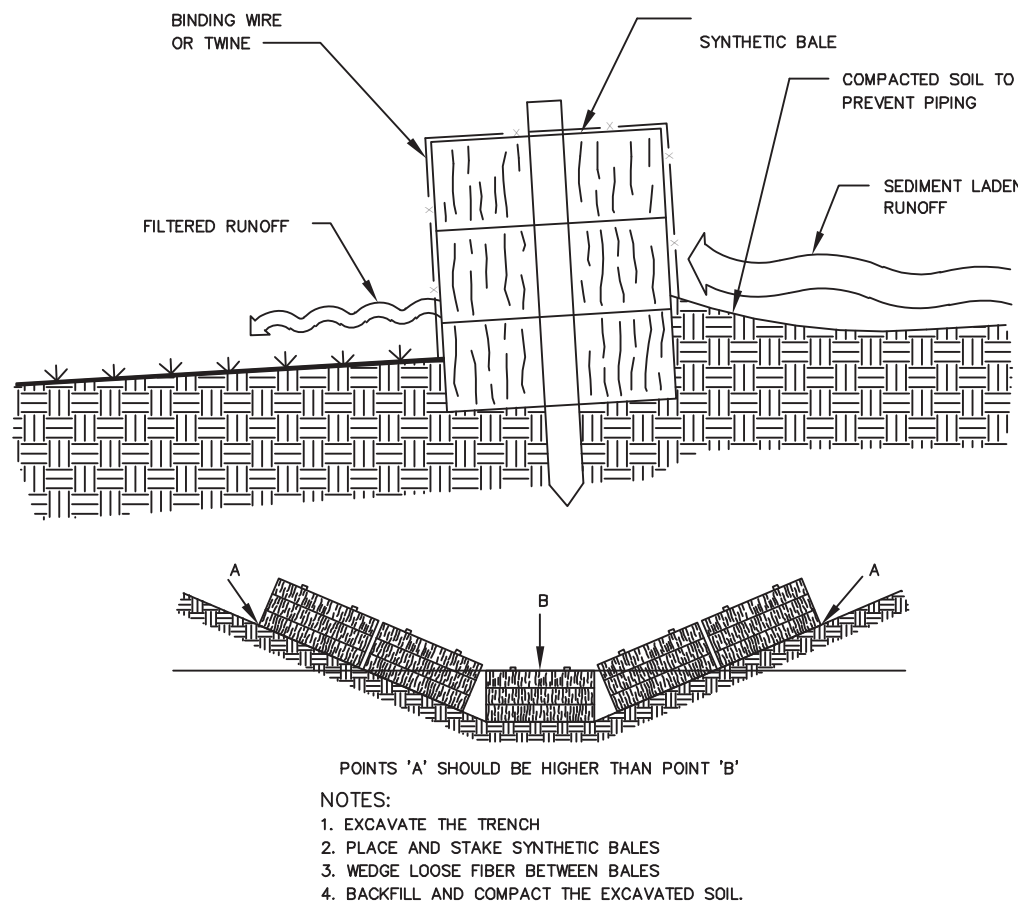 BINDING WIRE
OR TWINE
SYNTHETIC BALE
COMPACTED SOIL TO
PREVENT PIPING
SEDIMENT LADEN
RUNOFF
FILTERED RUNOFF
A
A
B
POINTS 'A' SHOULD BE HIGHER THAN POINT 'B'
NOTES:
1. EXCAVATE THE TRENCH
2. PLACE AND STAKE SYNTHETIC BALES
3. WEDGE LOOSE FIBER BETWEEN BALES
4. BACKFILL AND COMPACT THE EXCAVATED SOIL.